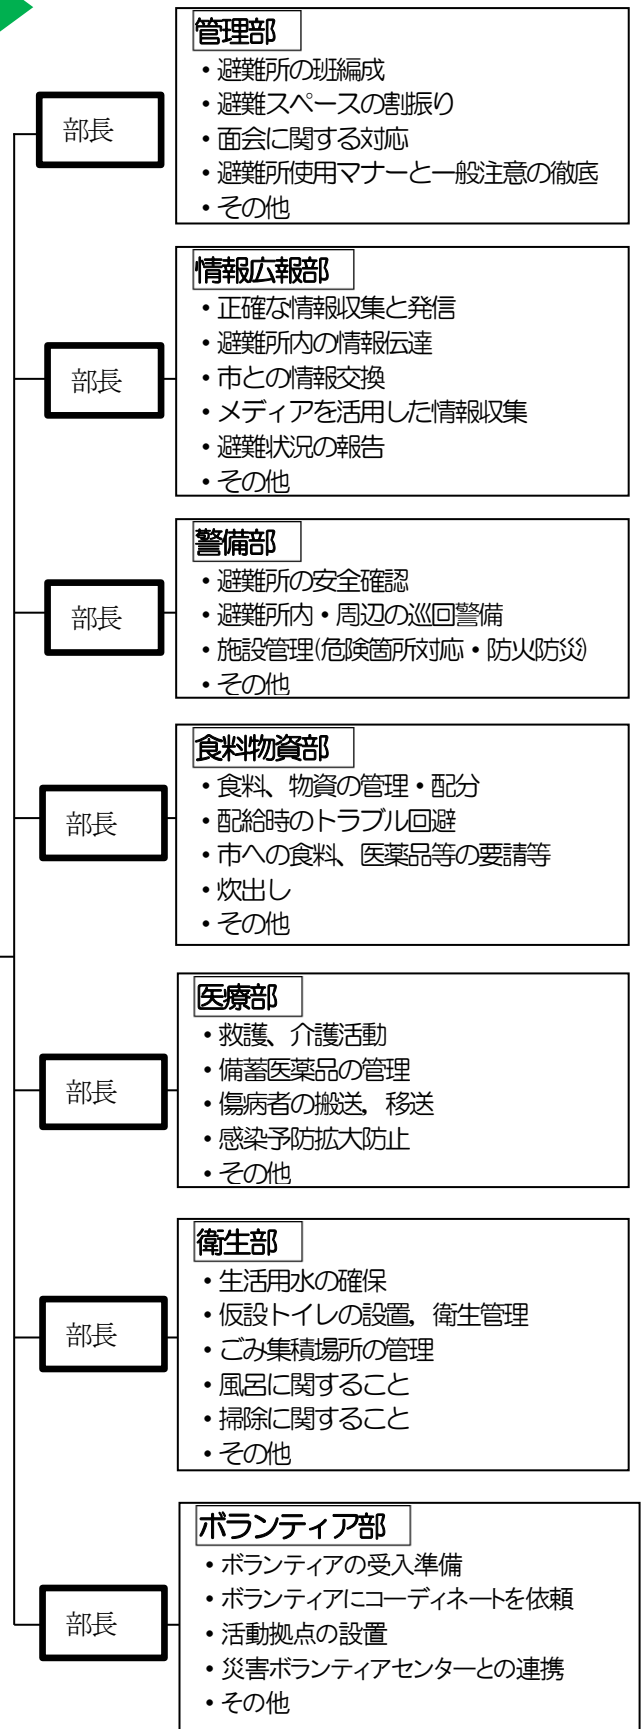 管理部
・避難所の班編成
・避難スペースの割振り
部長
・面会に関する対応
・避難所使用マナーと一般注意の徹底
・その他
情報広報部
・正確な情報収集と発信
・避難所内の情報伝達
部長
・市との情報交換
・メディアを活用した情報収集
・避難状況の報告
・その他
警備部
・避難所の安全確認
部長
・避難所内・周辺の巡回警備
・施設管理(危険箇所対応・防火防災)
・その他
食料物資部
・食料、物資の管理・配分
部長
・配給時のトラブル回避
・市への食料、医薬品等の要請等
・炊出し
・その他
医療部
・救護、介護活動
・備蓄医薬品の管理
部長
・傷病者の搬送，移送
・感染予防拡大防止
・その他
衛生部
・生活用水の確保
・仮設トイレの設置，衛生管理
部長
・ごみ集積場所の管理
・風呂に関すること
・掃除に関すること
・その他
ボランティア部
・ボランティアの受入準備
・ボランティアにコーディネートを依頼
部長
・活動拠点の設置
・災害ボランティアセンターとの連携
・その他